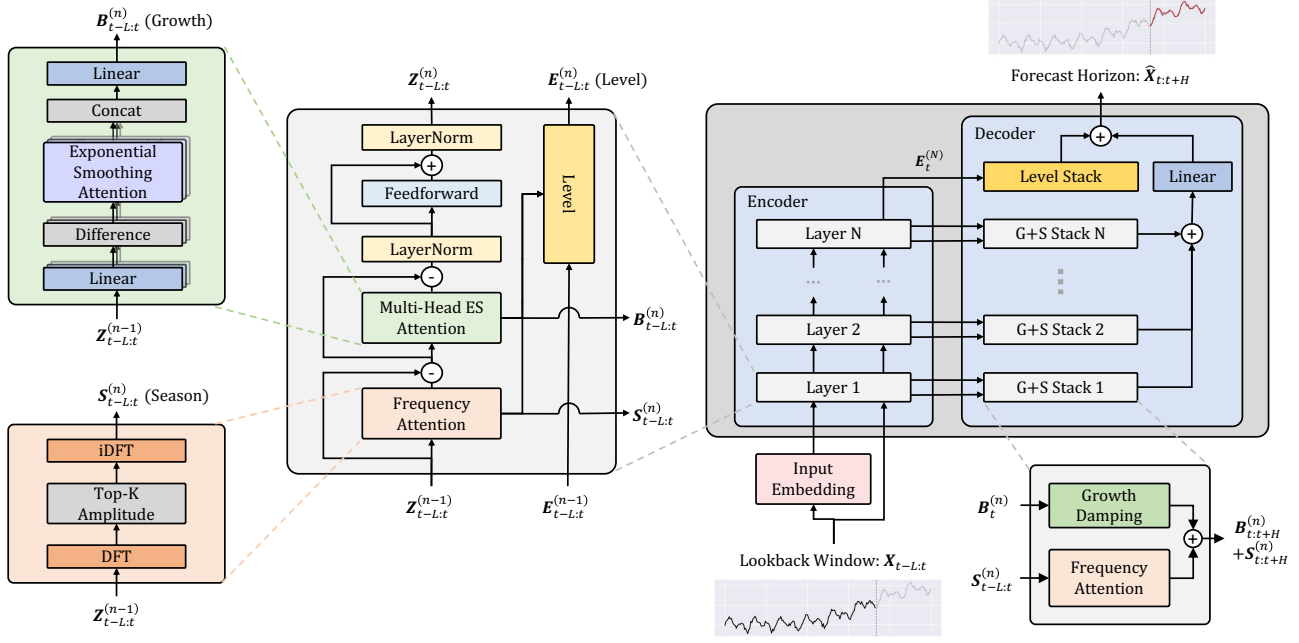 B_{t-L:t}^{(n)} (Growth)
Linear
Concat
Exponential
Smoothing
Attention
Difference
Linear
Z_{t-L:t}^{(n-1)}
S_{t-L:t}^{(n)} (Season)
iDFT
Top-K
Amplitude
DFT
Z_{t-L:t}^{(n-1)}
Z_{t-L:t}^{(n)}
E_{t-L:t}^{(n)} (Level)
LayerNorm
+
Feedforward
LayerNorm
-
Multi-Head ES
Attention
-
Frequency
Attention
Level
B_{t-L:t}^{(n)}
S_{t-L:t}^{(n)}
Z_{t-L:t}^{(n-1)}
E_{t-L:t}^{(n-1)}
Forecast Horizon: X̂_{t:t+H}
Decoder
+
E_t^{(N)}
Level Stack
Linear
Encoder
Layer N
G+S Stack N
+
...
...
Layer 2
G+S Stack 2
Layer 1
G+S Stack 1
Input
Embedding
Lookback Window: X_{t-L:t}
B_t^{(n)}
Growth
Damping
+
B_{t:t+H}^{(n)}
+S_{t:t+H}^{(n)}
S_{t-L:t}^{(n)}
Frequency
Attention